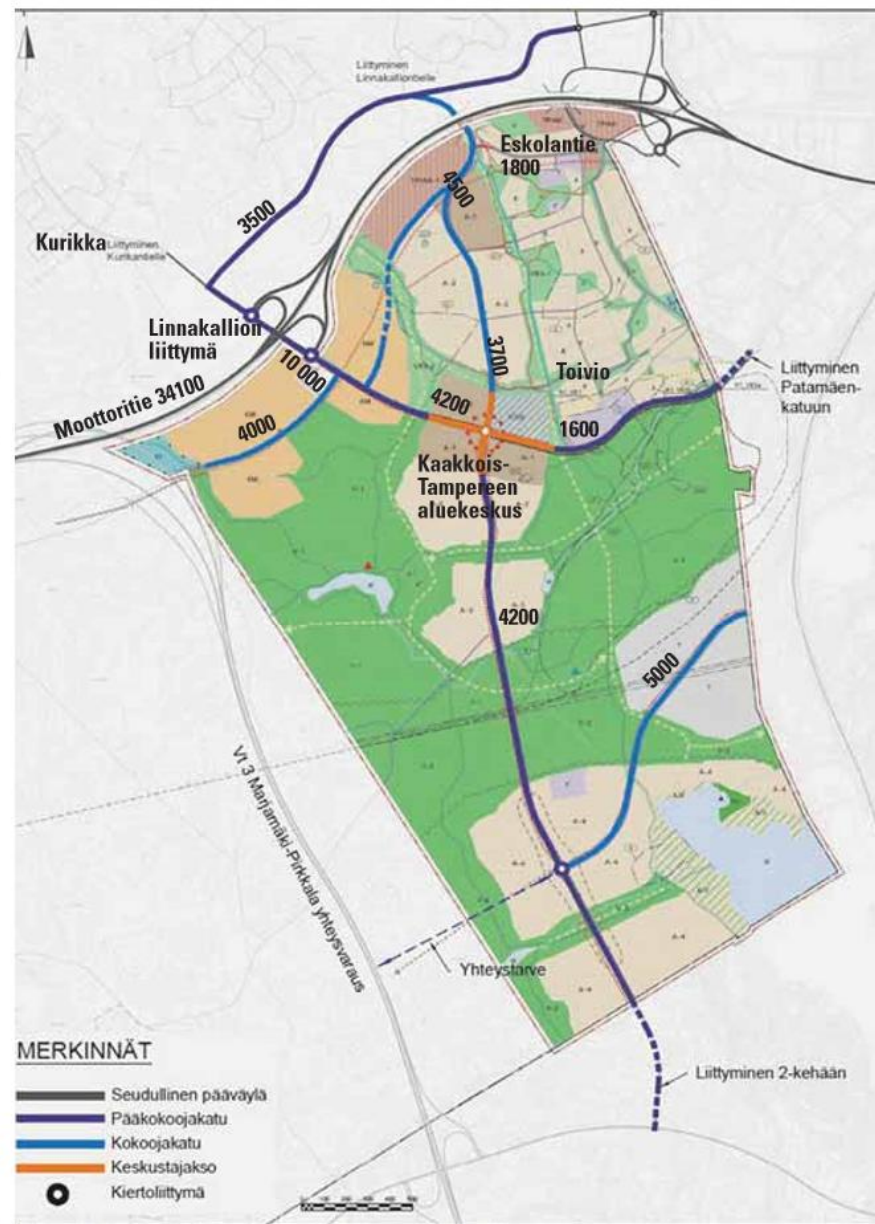 Liittyminen
Linnakalliontielle
Eskolantie
1800
4500
3500
Kurikka
Liittyminen
Kurikantielle
Linnakallion
liittymä
10 000
3700
Toivio
Liittyminen
Patamäen-
katuun
Moottoritie 34100
4200
4000
1600
Kaakkois-
Tampereen
aluekeskus
4200
5000
Vt 3 Marjamäki-Pirkkala yhteysvaraus
Yhteystarve
Liittyminen 2-kehään
MERKINNÄT
Seudullinen pääväylä
Pääkokoojakatu
Kokoojakatu
Keskustajakso
Kiertoliittymä